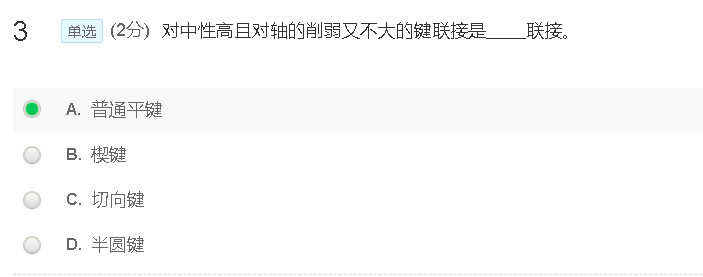 3 单选 (2分) 对中性高且对轴的削弱又不大的键联接是_____联接。
A. 普通平键
B. 楔键
C. 切向键
D. 半圆键